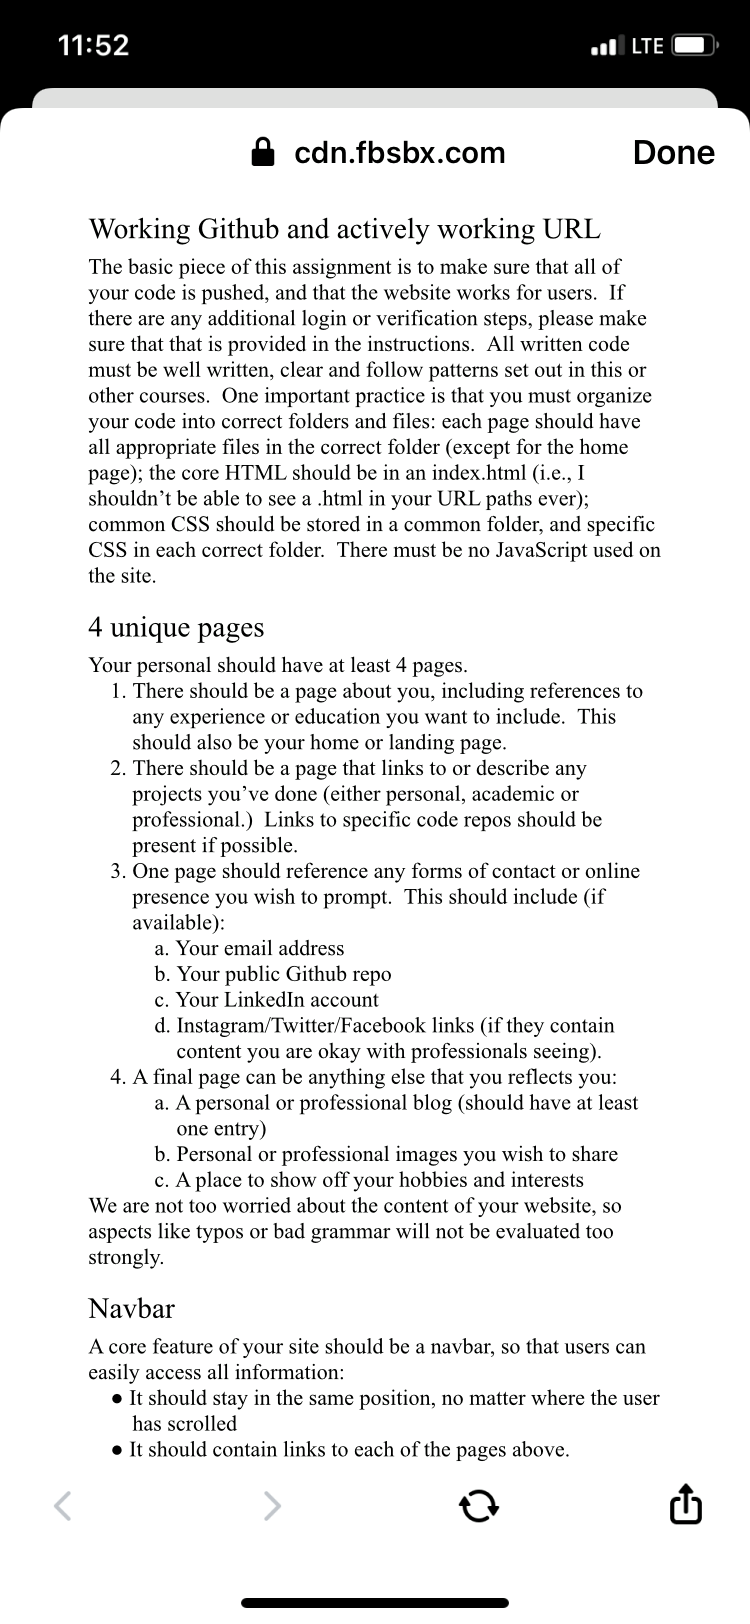 11:52
LTE
cdn.fbsbx.com
Done
Working Github and actively working URL
The basic piece of this assignment is to make sure that all of
your code is pushed, and that the website works for users.  If
there are any additional login or verification steps, please make
sure that that is provided in the instructions.  All written code
must be well written, clear and follow patterns set out in this or
other courses.  One important practice is that you must organize
your code into correct folders and files: each page should have
all appropriate files in the correct folder (except for the home
page); the core HTML should be in an index.html (i.e., I
shouldn’t be able to see a .html in your URL paths ever);
common CSS should be stored in a common folder, and specific
CSS in each correct folder.  There must be no JavaScript used on
the site.
4 unique pages
Your personal should have at least 4 pages.
1. There should be a page about you, including references to
any experience or education you want to include.  This
should also be your home or landing page.
2. There should be a page that links to or describe any
projects you’ve done (either personal, academic or
professional.)  Links to specific code repos should be
present if possible.
3. One page should reference any forms of contact or online
presence you wish to prompt.  This should include (if
available):
a. Your email address
b. Your public Github repo
c. Your LinkedIn account
d. Instagram/Twitter/Facebook links (if they contain
content you are okay with professionals seeing).
4. A final page can be anything else that you reflects you:
a. A personal or professional blog (should have at least
one entry)
b. Personal or professional images you wish to share
c. A place to show off your hobbies and interests
We are not too worried about the content of your website, so
aspects like typos or bad grammar will not be evaluated too
strongly.
Navbar
A core feature of your site should be a navbar, so that users can
easily access all information:
● It should stay in the same position, no matter where the user
has scrolled
● It should contain links to each of the pages above.